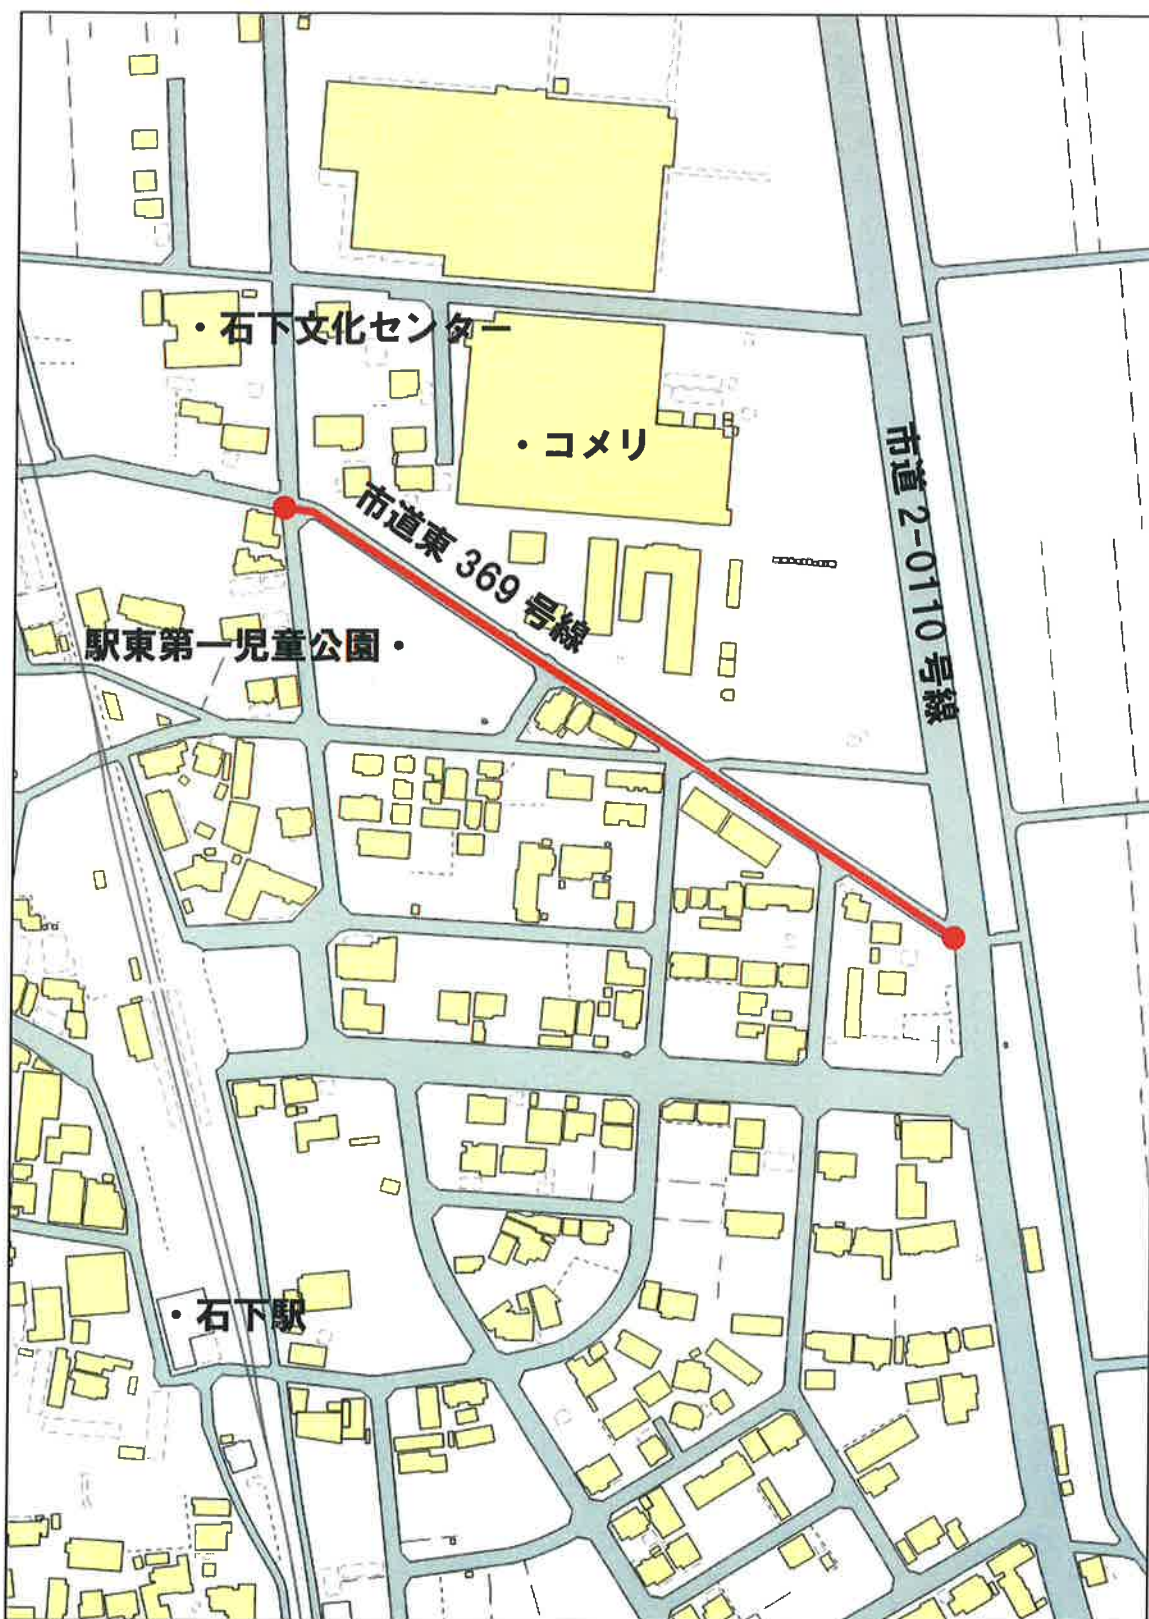 ・石下文化センター
・コメリ
市道 2-0110 号線
市道東 369 号線
駅東第一児童公園・
・石下駅